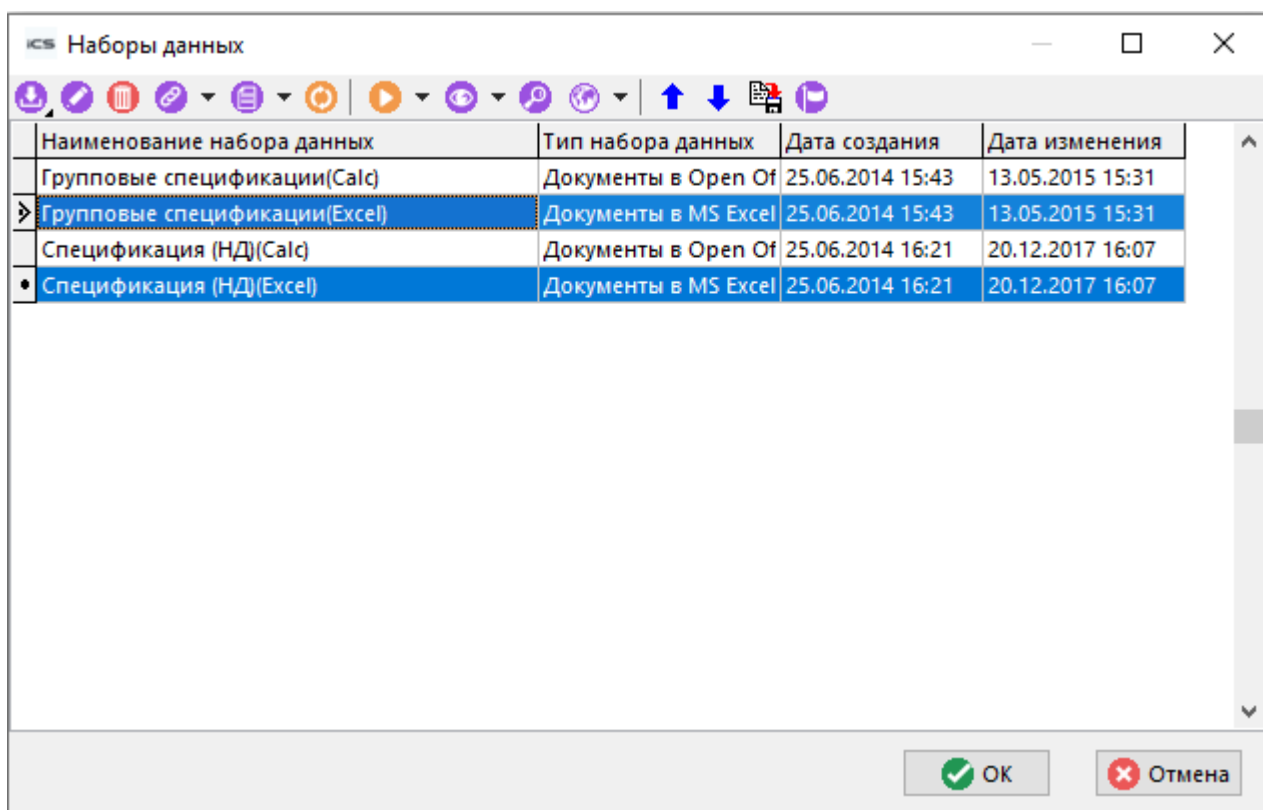 iCS Наборы данных
Наименование набора данных Тип набора данных Дата создания Дата изменения
Групповые спецификации(Calc) Документы в Open Of 25.06.2014 15:43 13.05.2015 15:31
Групповые спецификации(Excel) Документы в MS Excel 25.06.2014 15:43 13.05.2015 15:31
Спецификация (НД)(Calc) Документы в Open Of 25.06.2014 16:21 20.12.2017 16:07
Спецификация (НД)(Excel) Документы в MS Excel 25.06.2014 16:21 20.12.2017 16:07
OK Отмена